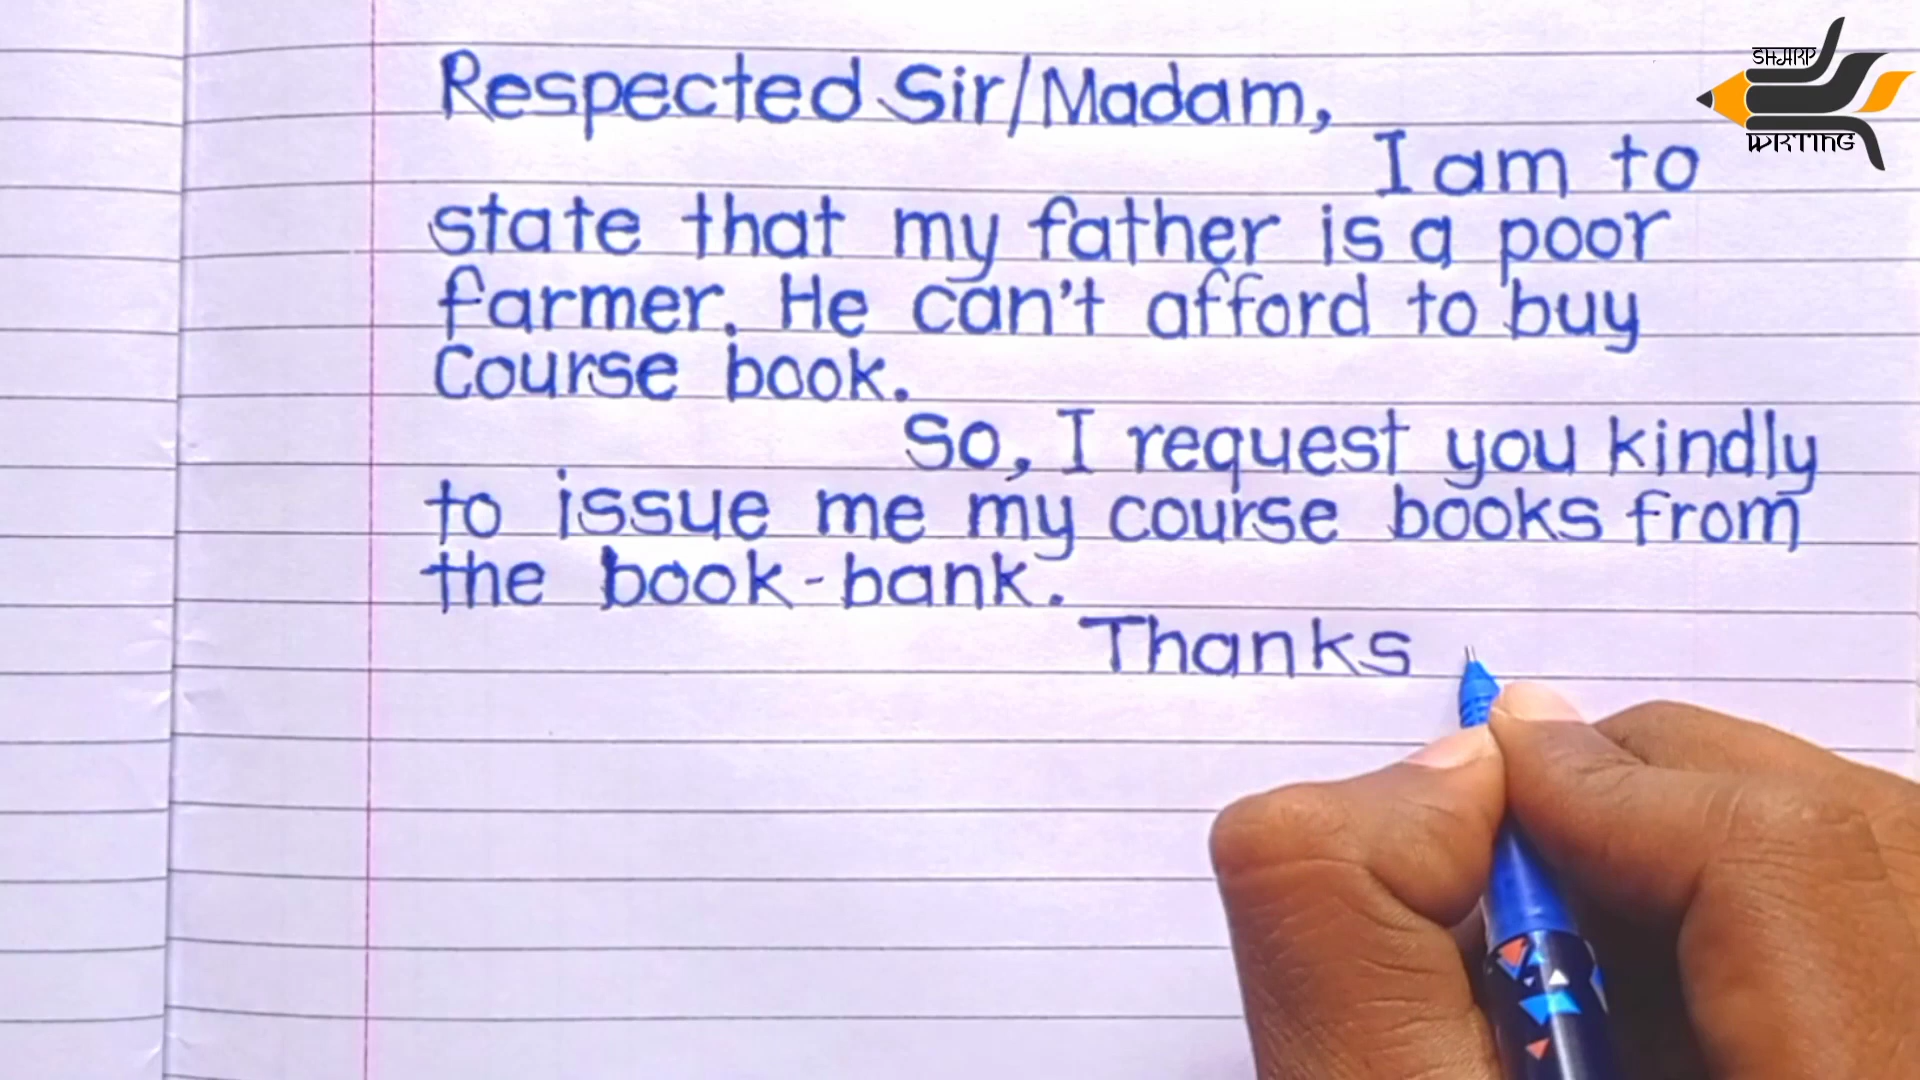 Respected Sir/Madam,
I am to
state that my father is a poor
farmer. He can't afford to buy
Course book.
So, I request you kindly
to issue me my course books from
the book-bank.
Thanks
SHARP
WRTING